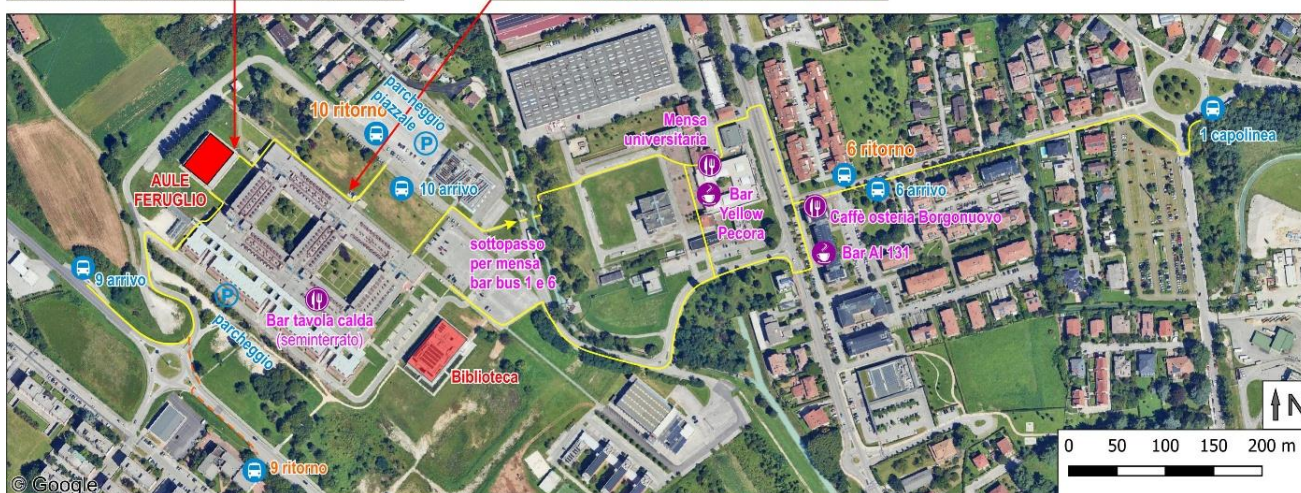 10 ritorno
parcheggio
piazzale
P
10 arrivo
AULE
FERUGLIO
9 arrivo
P
parcheggio
Bar tavola calda
(seminterrato)
Biblioteca
9 ritorno
sottopasso
per mensa
bar bus 1 e 6
Mensa
universitaria
Bar
Yellow
Pecora
6 ritorno
6 arrivo
Caffè osteria Borgonuovo
Bar Al 131
1 capolinea
N
0 50 100 150 200 m
© Google